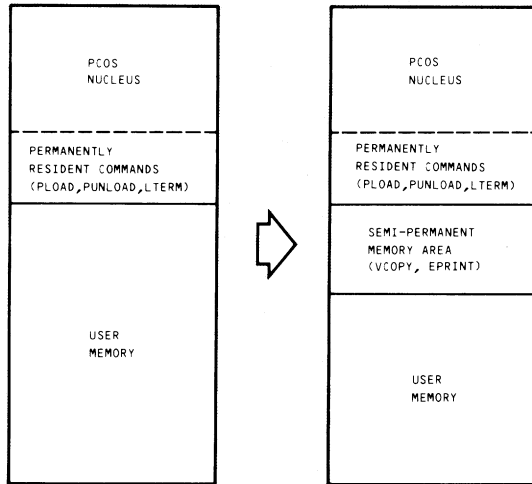 PCOS
NUCLEUS
PERMANENTLY
RESIDENT COMMANDS
(PLOAD,PUNLOAD,LTERM)
USER
MEMORY
PCOS
NUCLEUS
PERMANENTLY
RESIDENT COMMANDS
(PLOAD,PUNLOAD,LTERM)
SEMI-PERMANENT
MEMORY AREA
(VCOPY, EPRINT)
USER
MEMORY